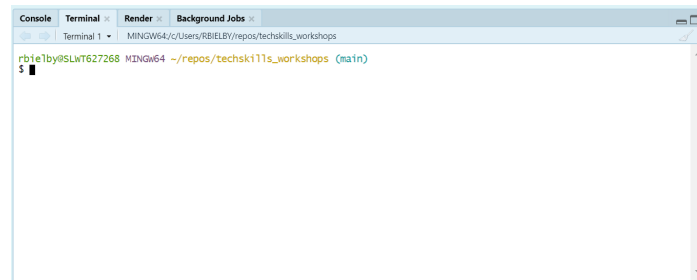 Console Terminal × Render × Background Jobs ×
Terminal 1 MINGW64:/c/Users/RBIELBY/repos/techskills_workshops
rbielby@SLWT627268 MINGW64 ~/repos/techskills_workshops (main)
$